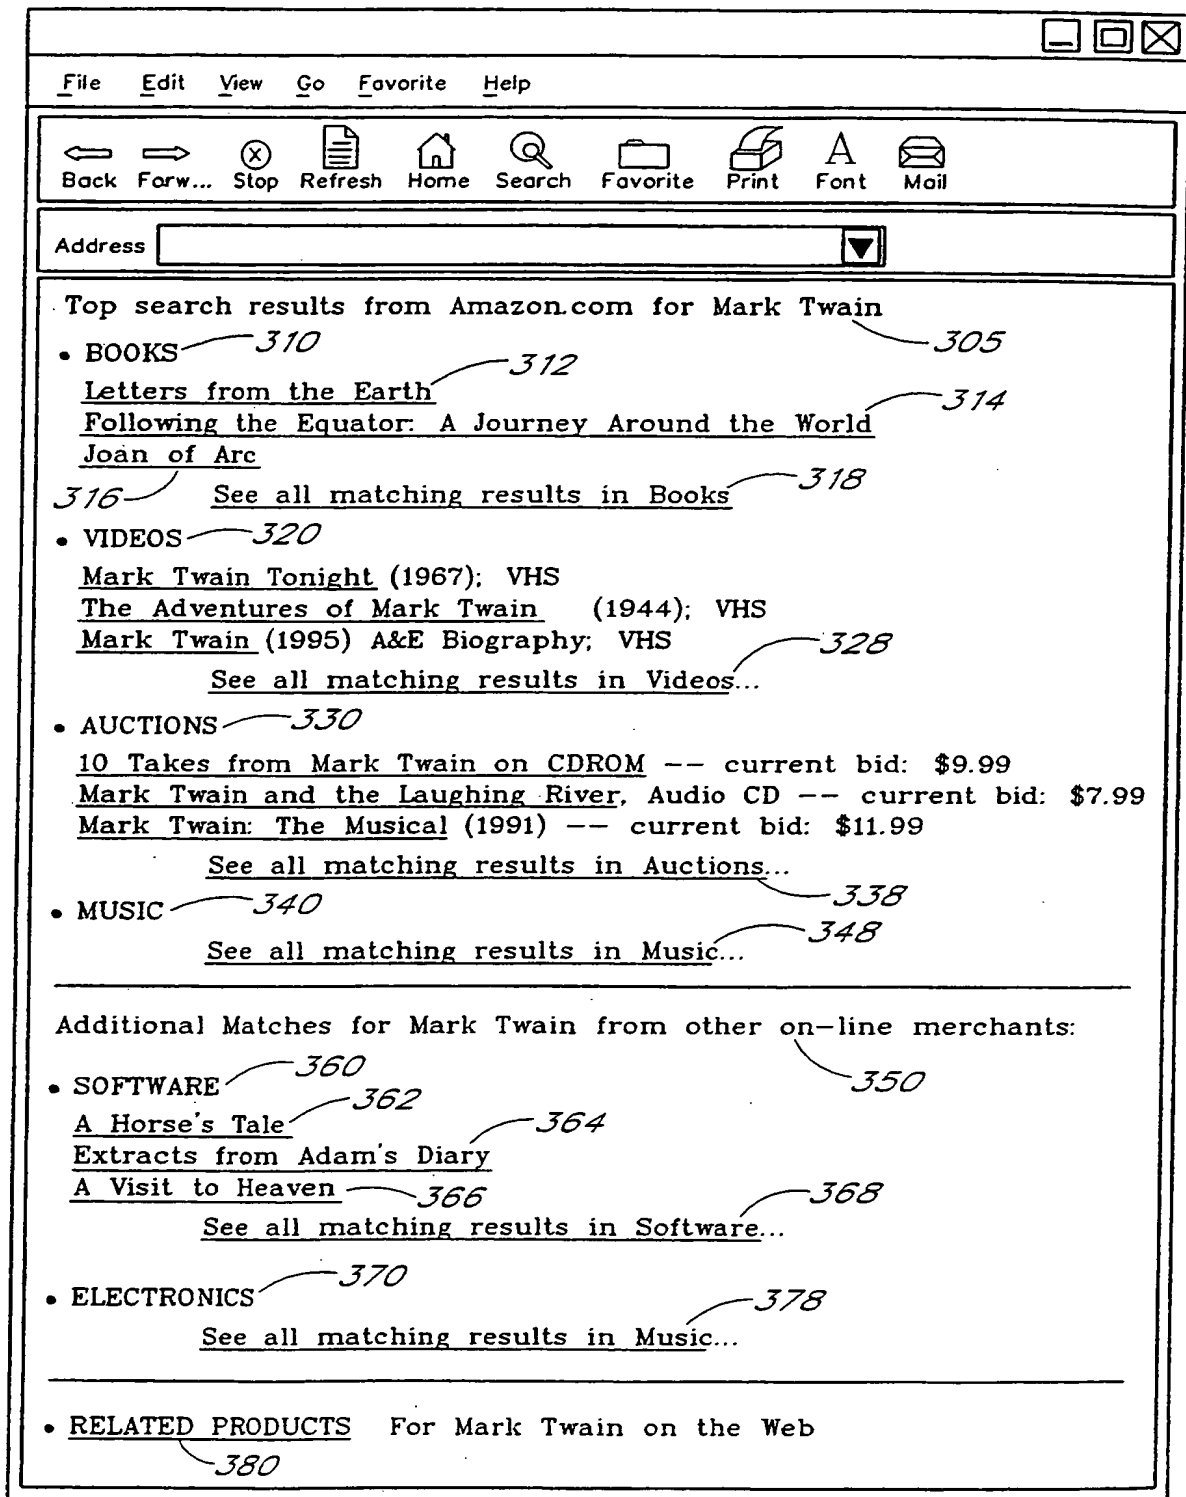 File Edit View Go Favorite Help
Back Forw... Stop Refresh Home Search Favorite Print A Font Mail
Address
Top search results from Amazon.com for Mark Twain
305
• BOOKS 310
312
Letters from the Earth
314
Following the Equator: A Journey Around the World
Joan of Arc
316 See all matching results in Books 318
• VIDEOS 320
Mark Twain Tonight (1967); VHS
The Adventures of Mark Twain (1944); VHS
Mark Twain (1995) A&E Biography; VHS 328
See all matching results in Videos...
• AUCTIONS 330
10 Takes from Mark Twain on CDROM -- current bid: $9.99
Mark Twain and the Laughing River, Audio CD -- current bid: $7.99
Mark Twain: The Musical (1991) -- current bid: $11.99
See all matching results in Auctions...
338
• MUSIC 340
348
See all matching results in Music...
Additional Matches for Mark Twain from other on-line merchants:
350
• SOFTWARE 360
362
A Horse's Tale
364
Extracts from Adam's Diary
A Visit to Heaven 366
368
See all matching results in Software...
370
• ELECTRONICS
378
See all matching results in Music...
• RELATED PRODUCTS For Mark Twain on the Web
380